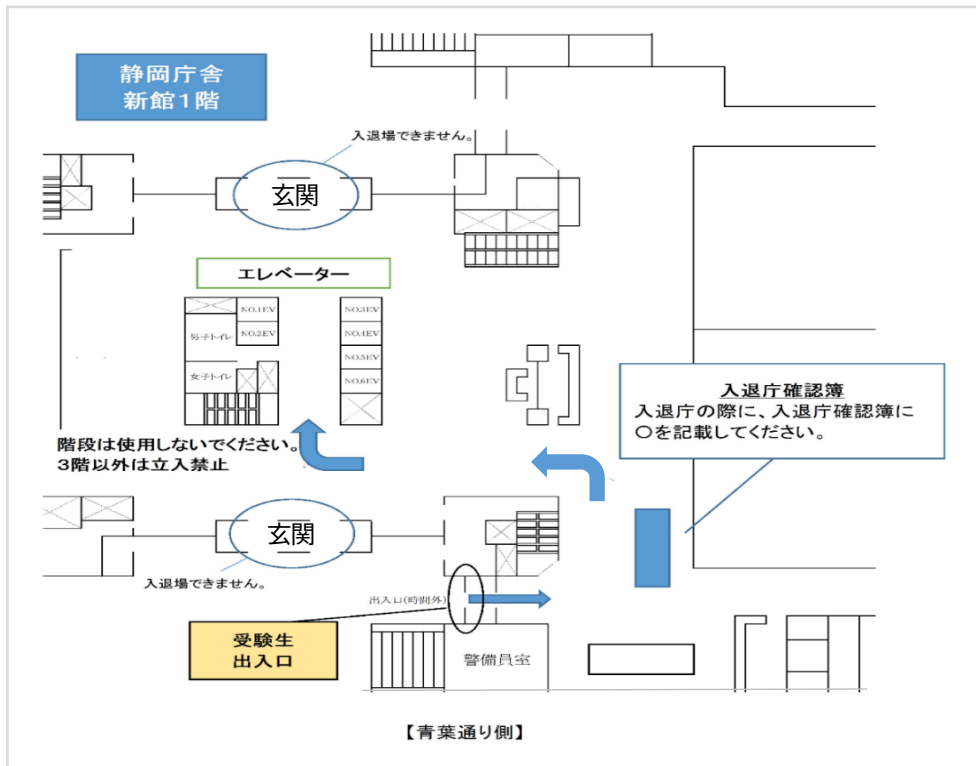 静岡庁舎
新館１階
入退場できません。
玄関
エレベーター
NO.1EV
NO.3EV
男子トイレ
NO.2EV
NO.4EV
NO.5EV
女子トイレ
NO.6EV
入退庁確認簿
入退庁の際に、入退庁確認簿に
○を記載してください。
階段は使用しないでください。
３階以外は立入禁止
玄関
入退場できません。
出入口(時間外)
受験生
出入口
警備員室
【青葉通り側】